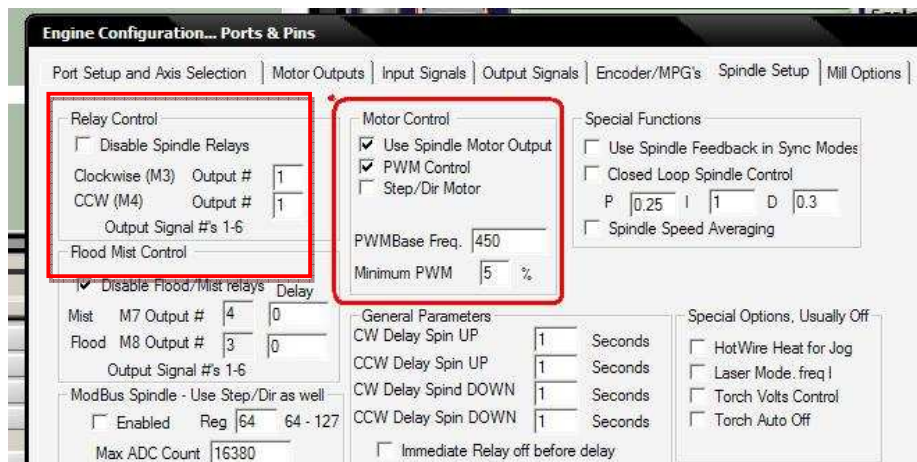 Engine Configuration... Ports & Pins
Port Setup and Axis Selection Motor Outputs Input Signals Output Signals Encoder/MPG's Spindle Setup Mill Options
Relay Control
Disable Spindle Relays
Clockwise (M3) Output # 1
CCW (M4) Output # 1
Output Signal #'s 1-6
Flood Mist Control
Disable Flood/Mist relays Delay
Mist M7 Output # 4 0
Flood M8 Output # 3 0
Output Signal #'s 1-6
ModBus Spindle - Use Step/Dir as well
Enabled Reg 64 64 - 127
Max ADC Count 16380
Motor Control
Use Spindle Motor Output
PWM Control
Step/Dir Motor
PWMBase Freq. 450
Minimum PWM 5 %
General Parameters
CW Delay Spin UP 1 Seconds
CCW Delay Spin UP 1 Seconds
CW Delay Spind DOWN 1 Seconds
CCW Delay Spin DOWN 1 Seconds
Immediate Relay off before delay
Special Functions
Use Spindle Feedback in Sync Modes
Closed Loop Spindle Control
P 0.25 I 1 D 0.3
Spindle Speed Averaging
Special Options, Usually Off
HotWire Heat for Jog
Laser Mode. freq I
Torch Volts Control
Torch Auto Off